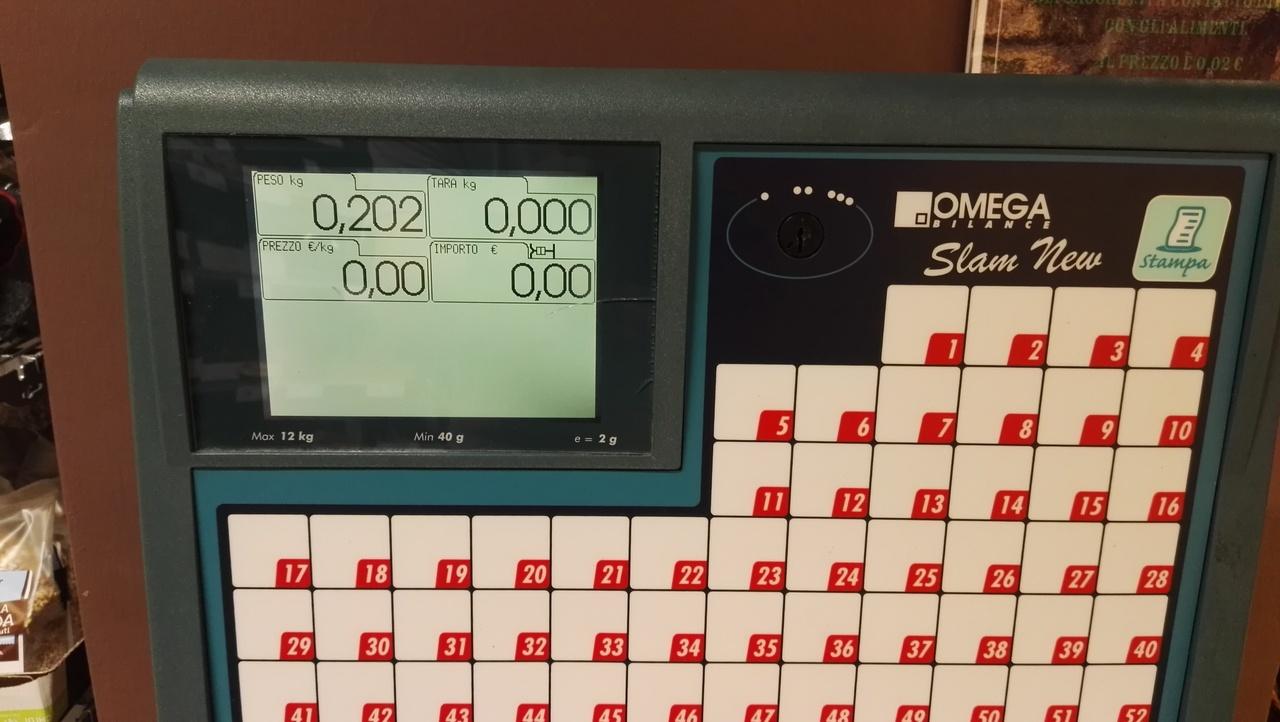 CON GLI ALIMENTI.
IL PREZZO È 0,02 €
PESO kg
0,202
TARA kg
0,000
PREZZO €/kg
0,00
IMPORTO €
0,00
Max 12 kg
Min 40 g
e = 2 g
OMEGA
BILANCE
Slam New
Stampa
1 2 3 4
5 6 7 8 9 10
11 12 13 14 15 16
17 18 19 20 21 22 23 24 25 26 27 28
29 30 31 32 33 34 35 36 37 38 39 40
41 42 43 44 45 46 47 48 49 50 51 52